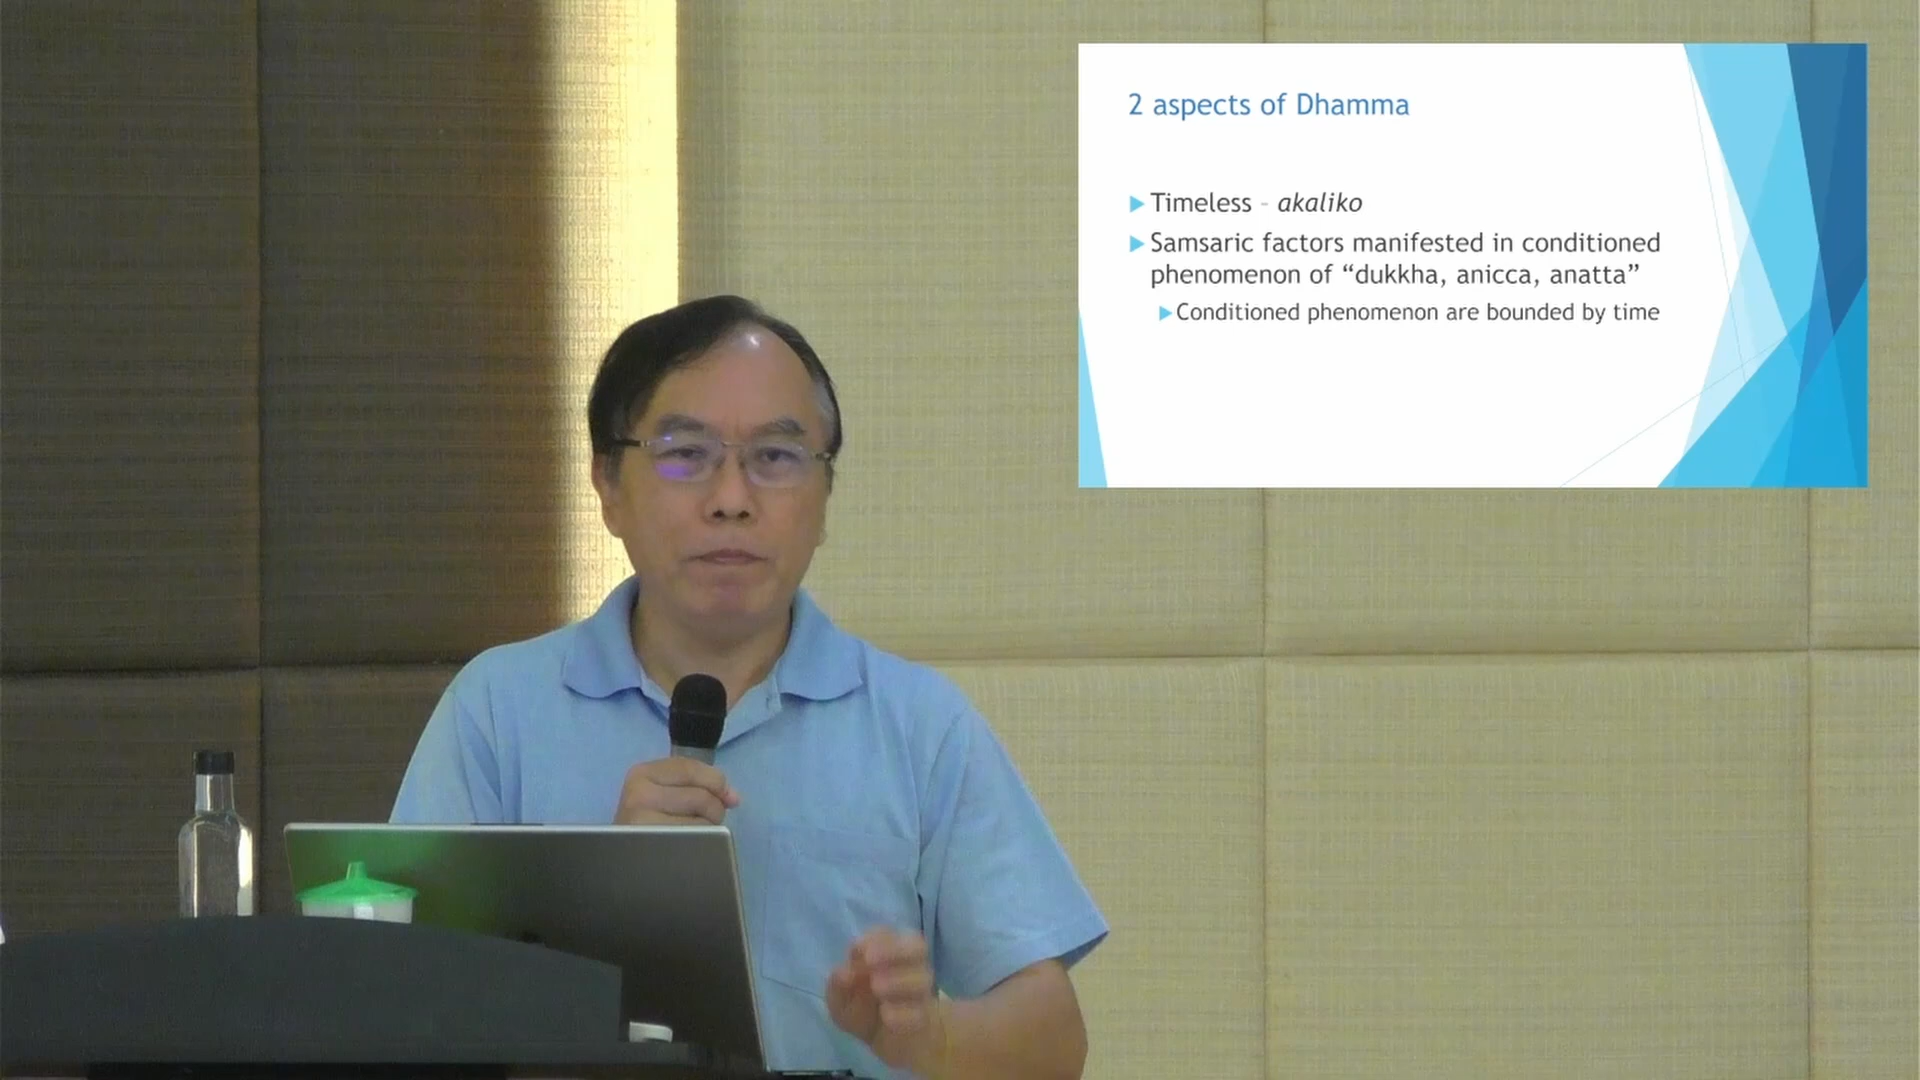 2 aspects of Dhamma
Timeless – akaliko
Samsaric factors manifested in conditioned
phenomenon of “dukkha, anicca, anatta”
Conditioned phenomenon are bounded by time